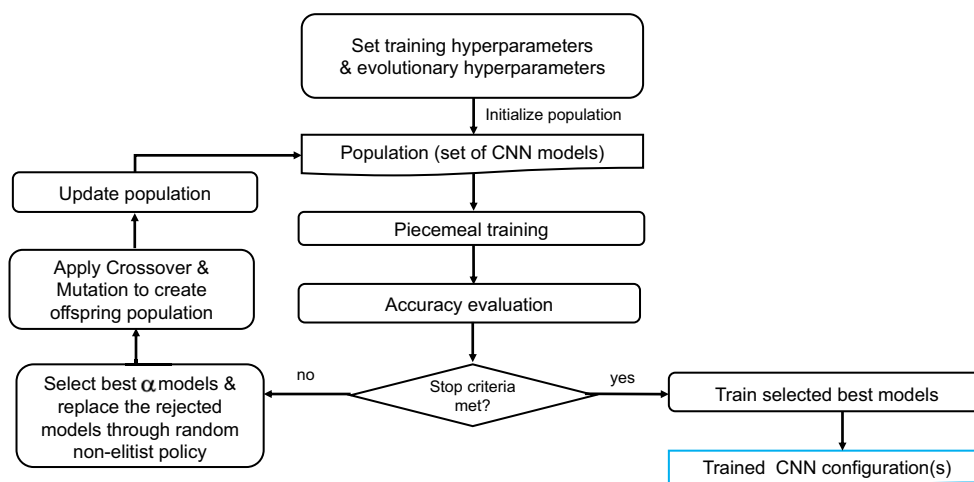 Set training hyperparameters
& evolutionary hyperparameters
Initialize population
Population (set of CNN models)
Update population
Piecemeal training
Apply Crossover &
Mutation to create
offspring population
Accuracy evaluation
Select best α models &
replace the rejected
models through random
non-elitist policy
no
Stop criteria
met?
yes
Train selected best models
Trained CNN configuration(s)